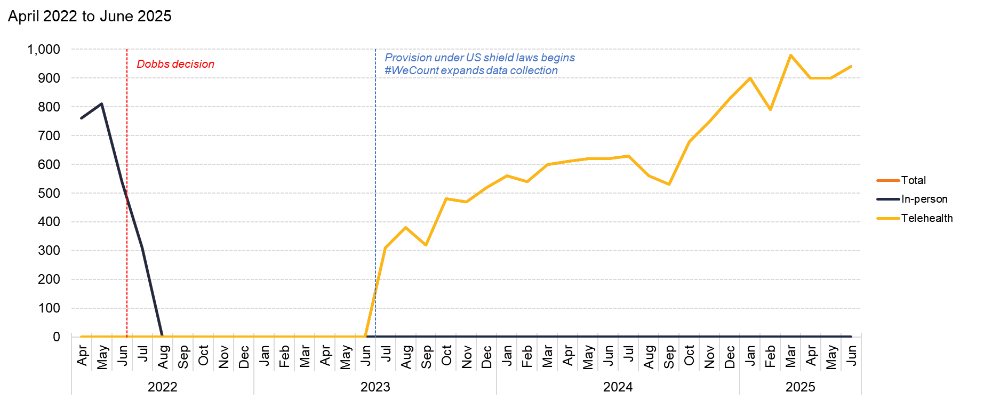 April 2022 to June 2025
1,000
900
800
700
600
500
400
300
200
100
0
Dobbs decision
Provision under US shield laws begins
#WeCount expands data collection
Total
In-person
Telehealth
Apr May Jun Jul Aug Sep Oct Nov Dec Jan Feb Mar Apr May Jun Jul Aug Sep Oct Nov Dec Jan Feb Mar Apr May Jun Jul Aug Sep Oct Nov Dec Jan Feb Mar Apr May Jun
2022 2023 2024 2025